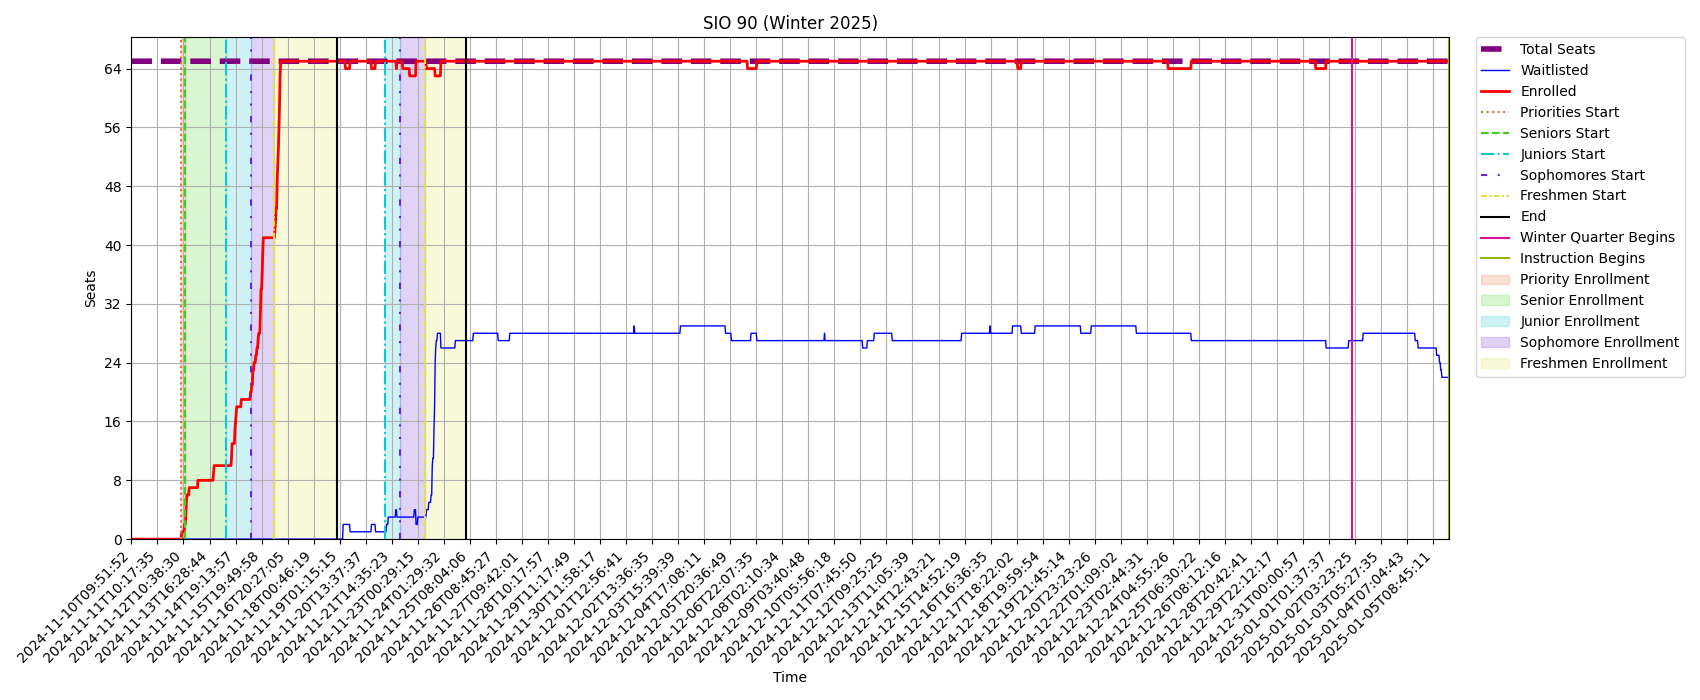 SIO 90 (Winter 2025)
Seats
64
56
48
40
32
24
16
8
0
2024-11-10T09:51:52
2024-11-11T10:17:35
2024-11-12T10:38:30
2024-11-13T16:28:44
2024-11-14T19:13:57
2024-11-15T19:49:58
2024-11-16T20:27:05
2024-11-18T00:46:19
2024-11-19T01:15:15
2024-11-20T13:37:37
2024-11-21T14:35:23
2024-11-23T01:29:15
2024-11-24T02:29:32
2024-11-25T08:04:06
2024-11-26T08:45:27
2024-11-27T09:42:01
2024-11-28T10:17:57
2024-11-29T11:17:49
2024-11-30T11:58:17
2024-12-01T12:56:41
2024-12-02T13:36:35
2024-12-03T15:39:39
2024-12-04T17:08:11
2024-12-05T20:36:49
2024-12-06T22:07:35
2024-12-08T02:10:34
2024-12-09T03:40:48
2024-12-10T05:56:18
2024-12-11T07:45:50
2024-12-12T09:25:25
2024-12-13T11:05:39
2024-12-14T12:43:21
2024-12-15T14:52:19
2024-12-16T16:36:35
2024-12-17T18:22:02
2024-12-18T19:59:54
2024-12-19T21:45:14
2024-12-20T23:23:26
2024-12-22T01:09:02
2024-12-23T02:44:31
2024-12-24T04:55:26
2024-12-25T06:30:22
2024-12-26T08:12:16
2024-12-28T20:42:41
2024-12-29T22:12:17
2024-12-31T00:00:57
2025-01-01T01:37:37
2025-01-02T03:23:25
2025-01-03T05:27:35
2025-01-04T07:04:43
2025-01-05T08:45:11
Time
Total Seats
Waitlisted
Enrolled
Priorities Start
Seniors Start
Juniors Start
Sophomores Start
Freshmen Start
End
Winter Quarter Begins
Instruction Begins
Priority Enrollment
Senior Enrollment
Junior Enrollment
Sophomore Enrollment
Freshmen Enrollment